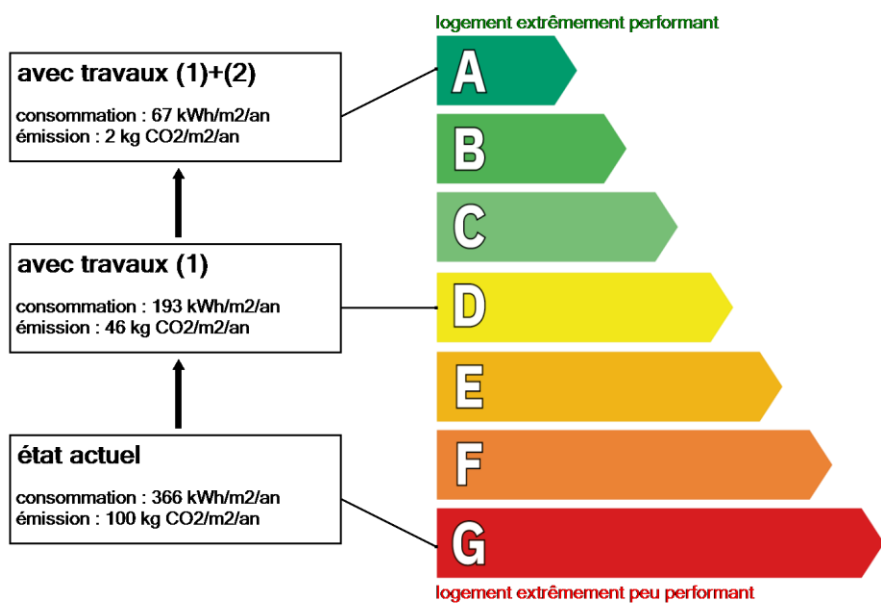 logement extrêmement performant
avec travaux (1)+(2)
consommation : 67 kWh/m2/an
émission : 2 kg CO2/m2/an
A
B
C
avec travaux (1)
consommation : 193 kWh/m2/an
émission : 46 kg CO2/m2/an
D
E
état actuel
consommation : 366 kWh/m2/an
émission : 100 kg CO2/m2/an
F
G
logement extrêmement peu performant